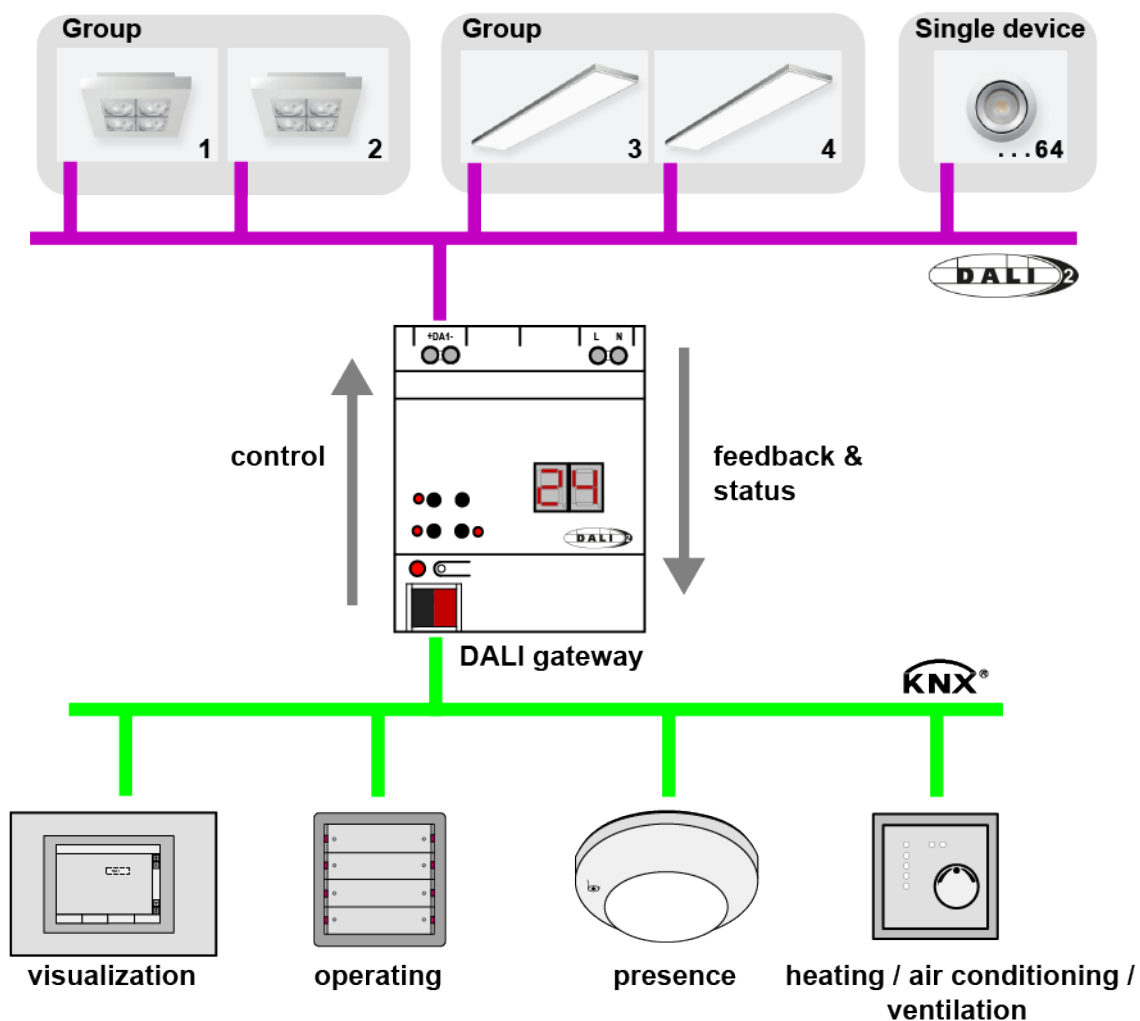 Group
Group
Single device
1
2
3
4
...64
DALI 2
+DA1-
L N
control
feedback &
status
24
DALI 2
DALI gateway
KNX®
visualization
operating
presence
heating / air conditioning /
ventilation